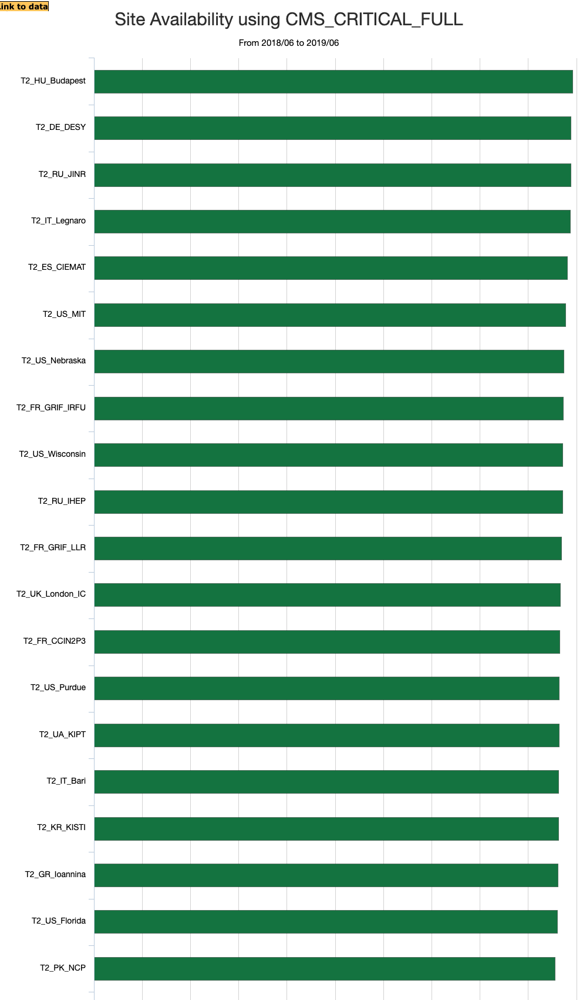 ink to data
Site Availability using CMS_CRITICAL_FULL
From 2018/06 to 2019/06
T2_HU_Budapest
T2_DE_DESY
T2_RU_JINR
T2_IT_Legnaro
T2_ES_CIEMAT
T2_US_MIT
T2_US_Nebraska
T2_FR_GRIF_IRFU
T2_US_Wisconsin
T2_RU_IHEP
T2_FR_GRIF_LLR
T2_UK_London_IC
T2_FR_CCIN2P3
T2_US_Purdue
T2_UA_KIPT
T2_IT_Bari
T2_KR_KISTI
T2_GR_Ioannina
T2_US_Florida
T2_PK_NCP